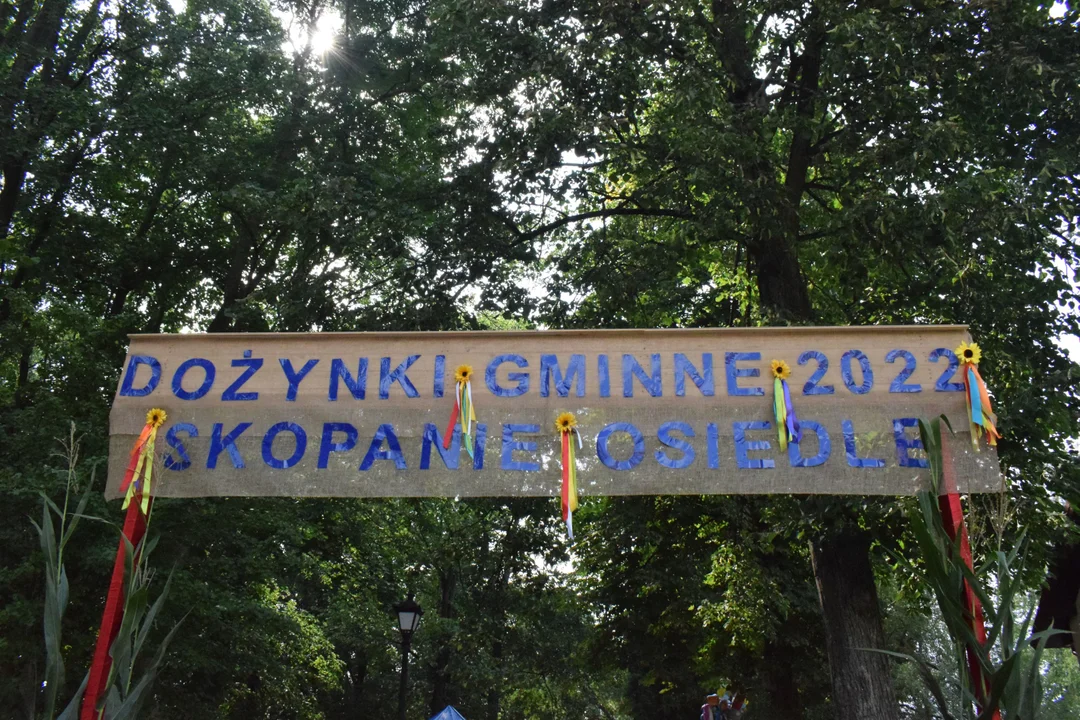 DOŻYNKI GMINNE 2022
SKOPANIE OSIEDLE